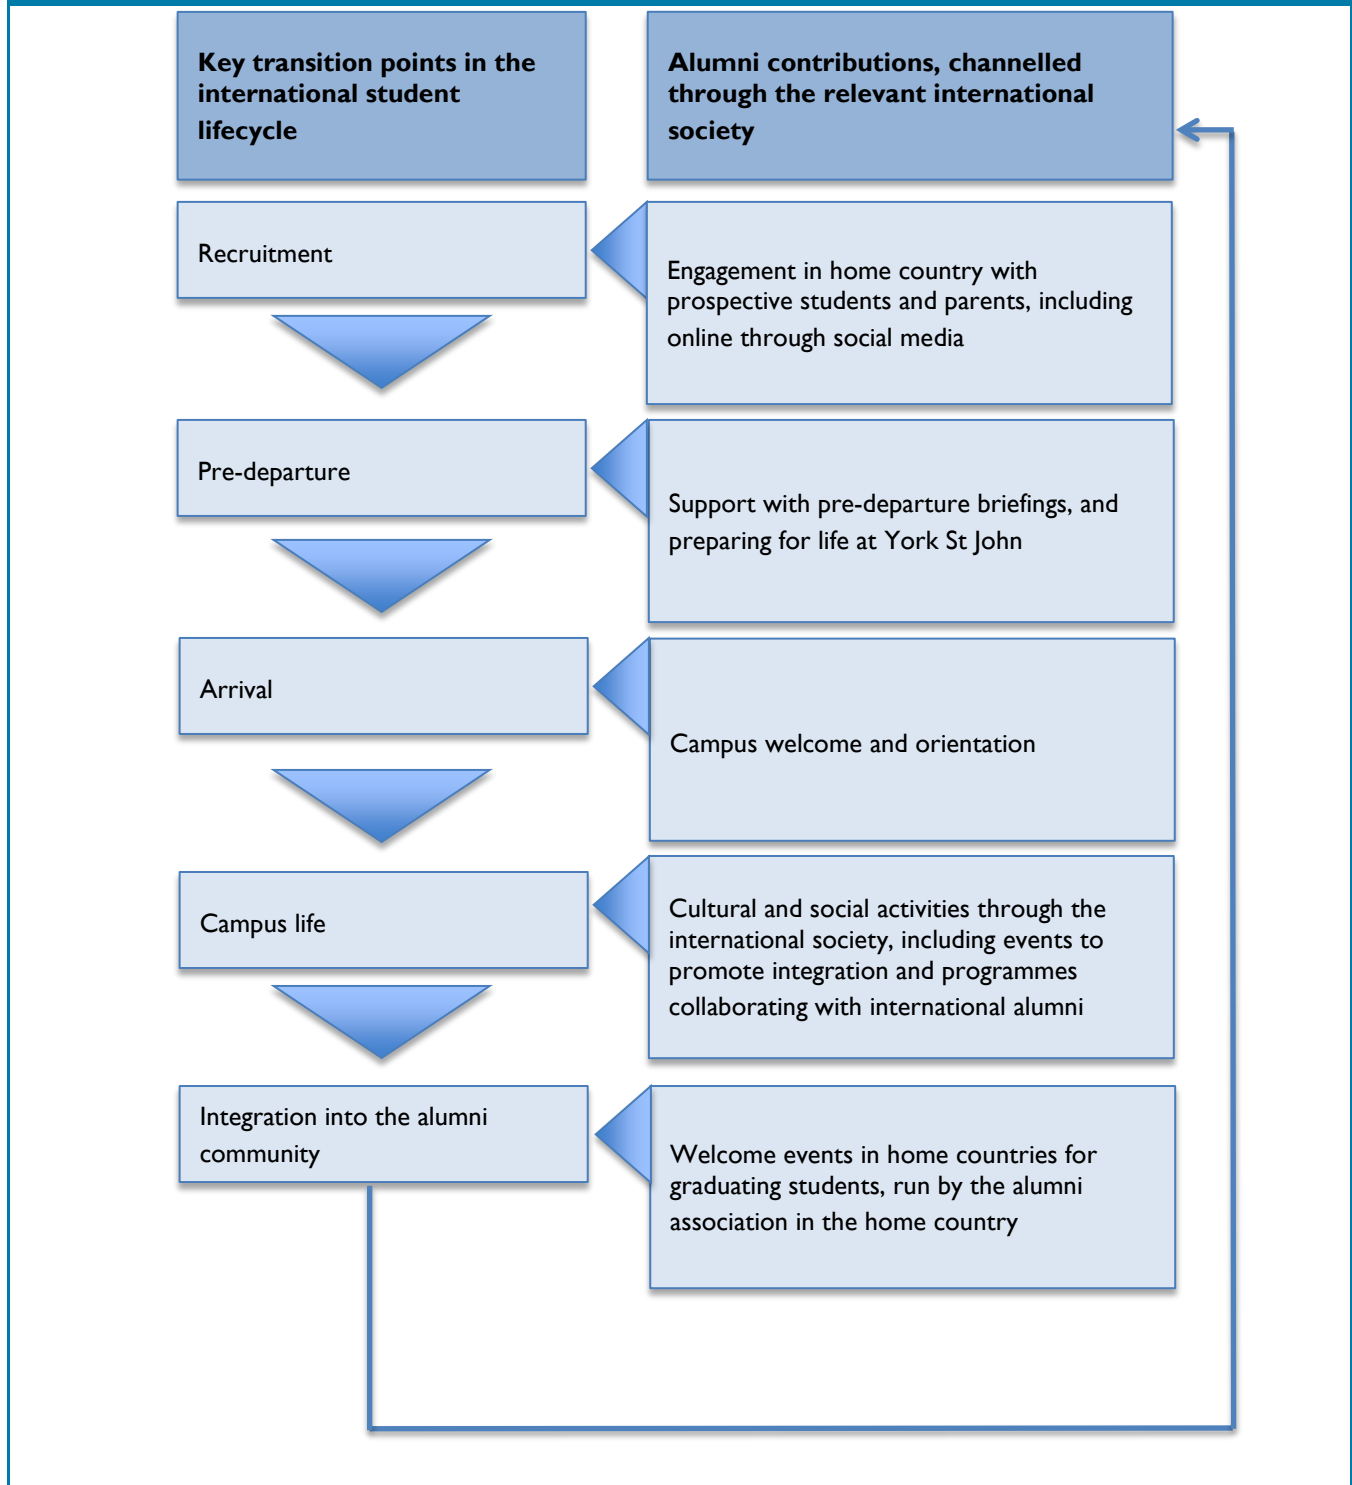 Key transition points in the
international student
lifecycle
Alumni contributions, channelled
through the relevant international
society
Recruitment
Engagement in home country with
prospective students and parents, including
online through social media
Pre-departure
Support with pre-departure briefings, and
preparing for life at York St John
Arrival
Campus welcome and orientation
Campus life
Cultural and social activities through the
international society, including events to
promote integration and programmes
collaborating with international alumni
Integration into the alumni
community
Welcome events in home countries for
graduating students, run by the alumni
association in the home country